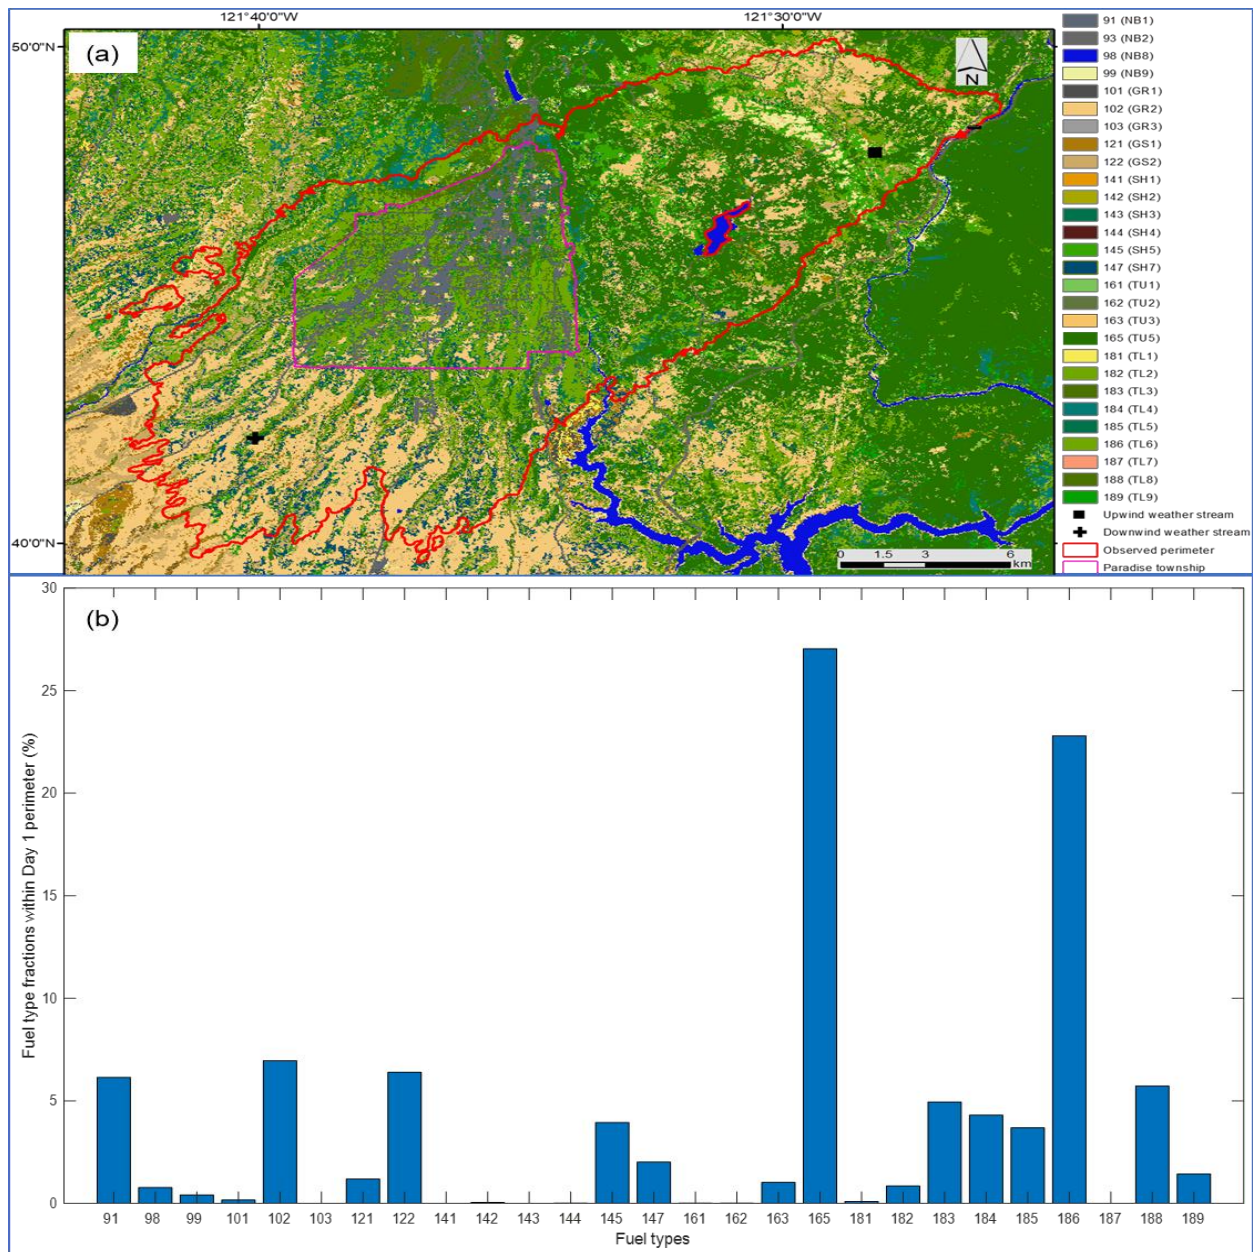 121°40'0"W 121°30'0"W
50'0"N
(a)
N
91 (NB1)
93 (NB2)
98 (NB8)
99 (NB9)
101 (GR1)
102 (GR2)
103 (GR3)
121 (GS1)
122 (GS2)
141 (SH1)
142 (SH2)
143 (SH3)
144 (SH4)
145 (SH5)
147 (SH7)
161 (TU1)
162 (TU2)
163 (TU3)
165 (TU5)
181 (TL1)
182 (TL2)
183 (TL3)
184 (TL4)
185 (TL5)
186 (TL6)
187 (TL7)
188 (TL8)
189 (TL9)
Upwind weather stream
Downwind weather stream
Observed perimeter
Paradise township
40'0"N
0 1.5 3 6
km
(b)
30
25
20
15
10
5
0
Fuel type fractions within Day 1 perimeter (%)
91 98 99 101 102 103 121 122 141 142 143 144 145 147 161 162 163 165 181 182 183 184 185 186 187 188 189
Fuel types